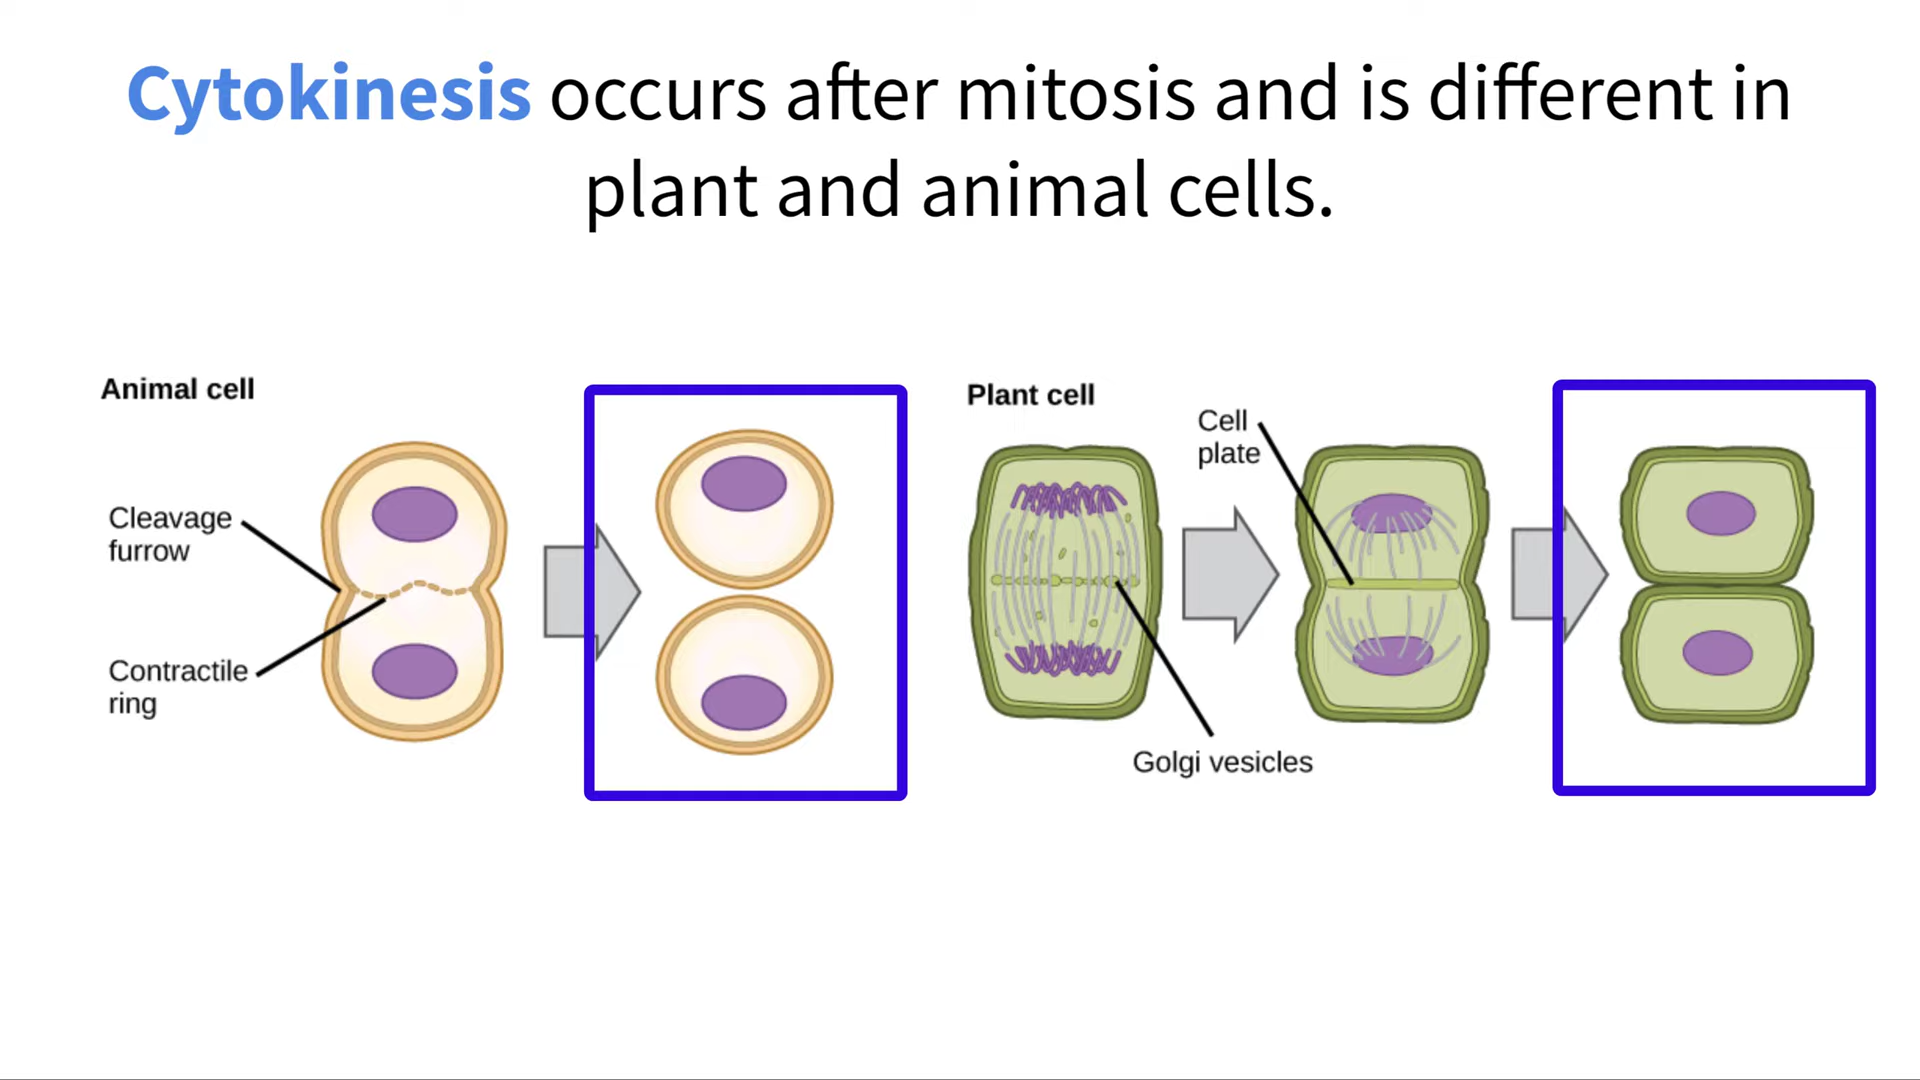 Cytokinesis occurs after mitosis and is different in
plant and animal cells.
Animal cell
Cleavage
furrow
Contractile
ring
Plant cell
Cell
plate
Golgi vesicles